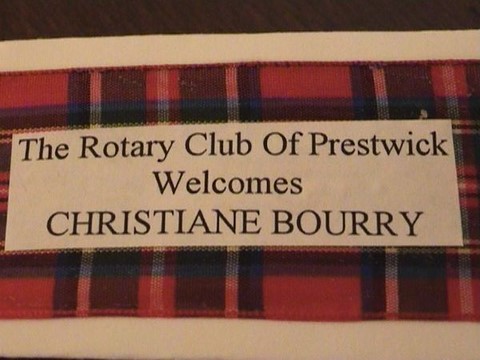 The Rotary Club Of Prestwick
Welcomes
CHRISTIANE BOURRY